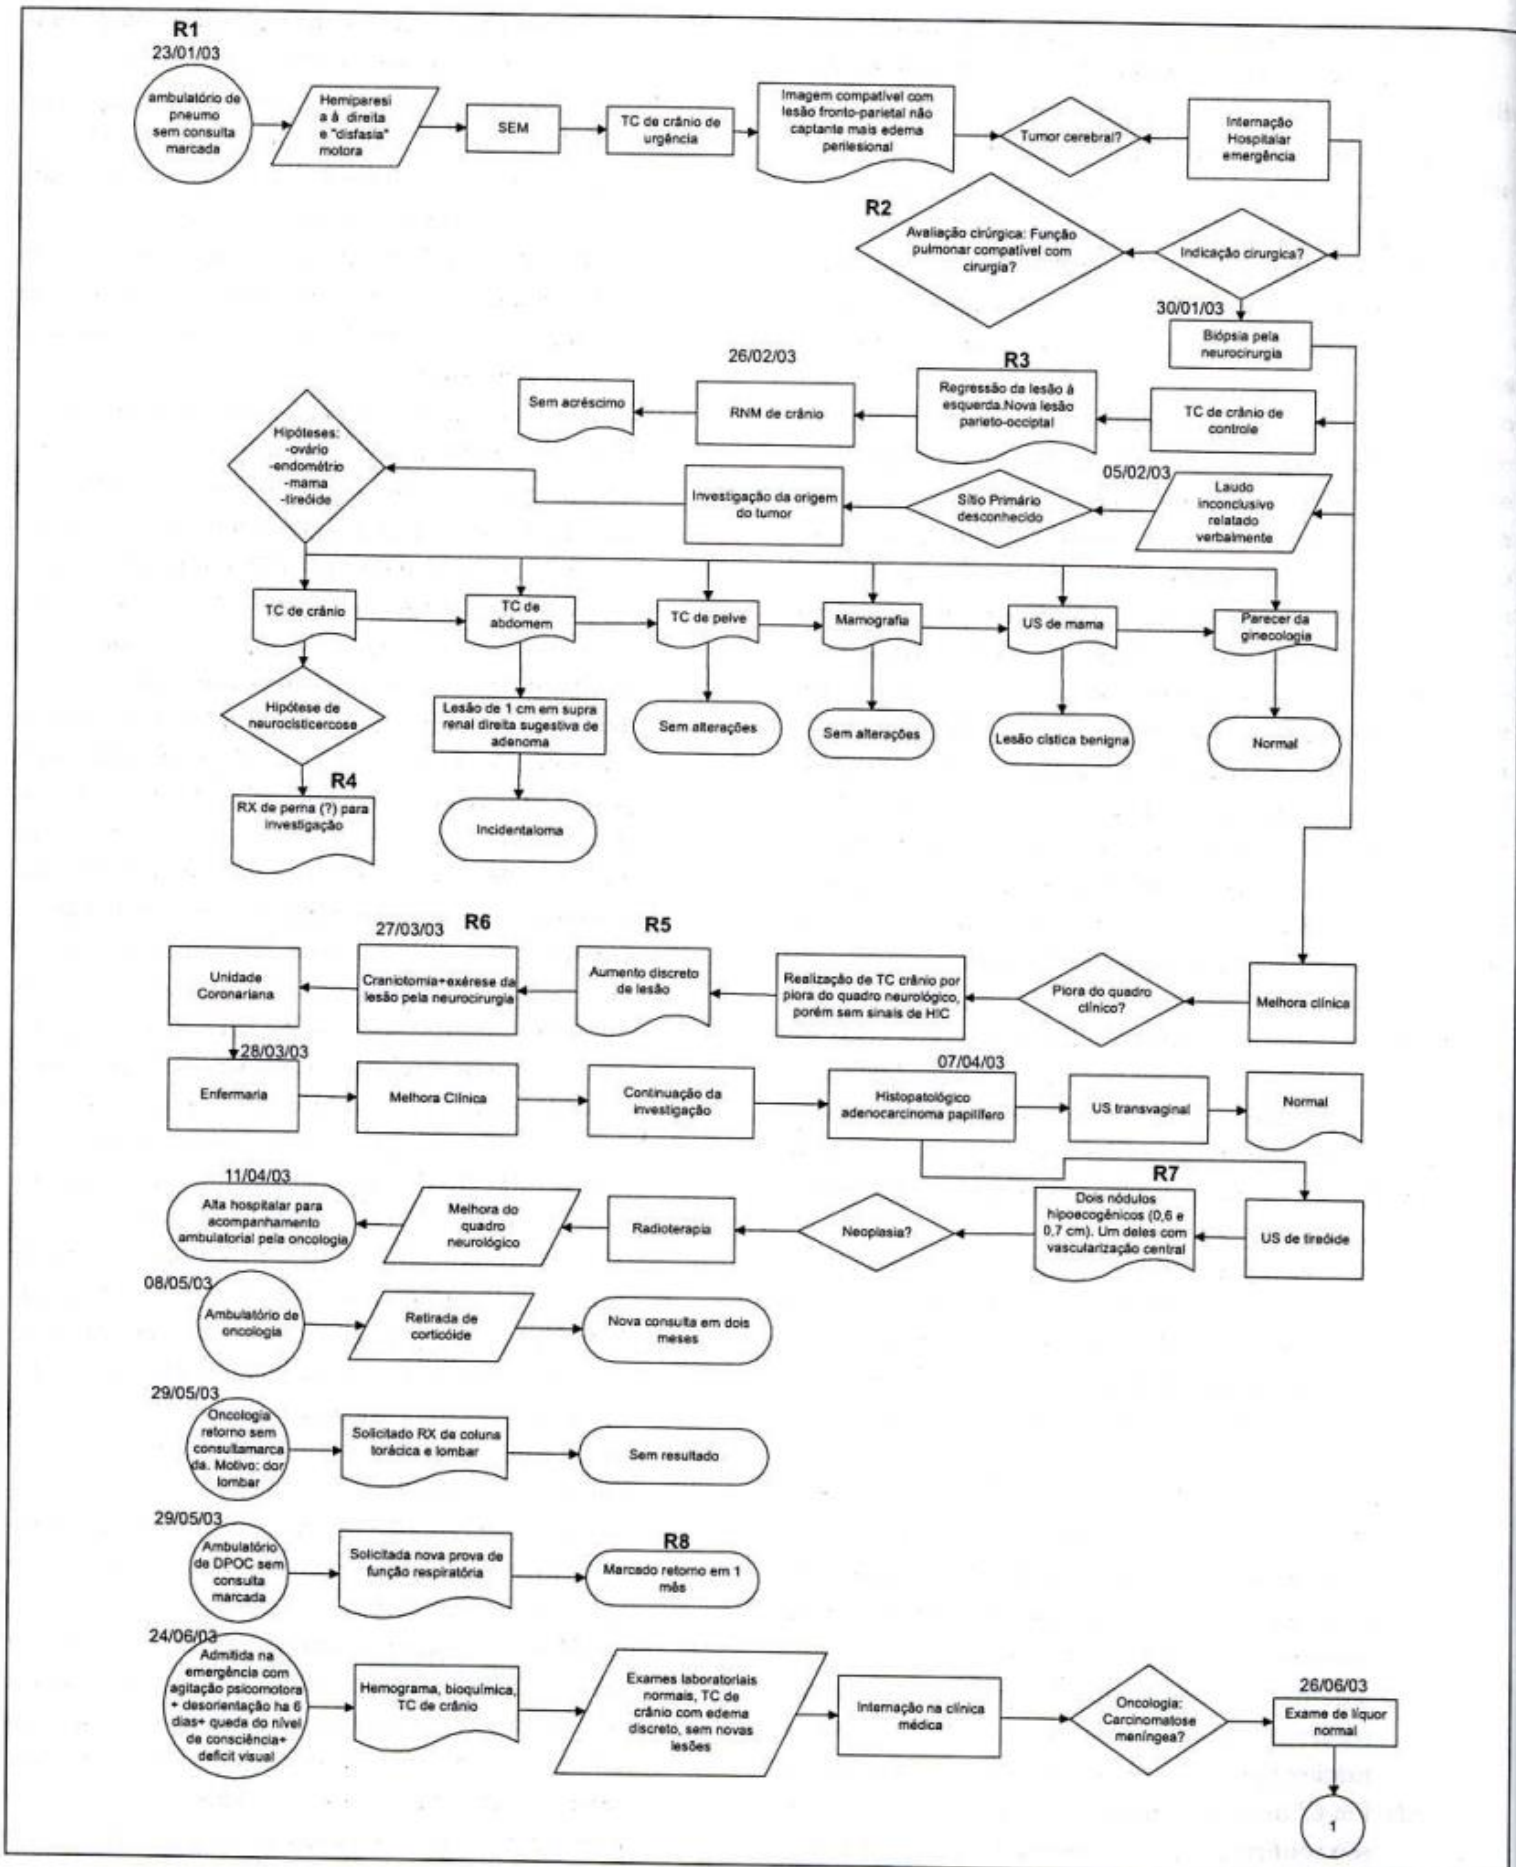 R1
23/01/03
ambulatório de
pneumo
sem consulta
marcada
Hemiparesi
a à direita
e "disfasia"
motora
SEM
TC de crânio de
urgência
Imagem compatível com
lesão fronto-parietal não
captante mais edema
perilesional
Tumor cerebral?
Internação
Hospitalar
emergência
R2
Avaliação cirúrgica: Função
pulmonar compatível com
cirurgia?
Indicação cirurgica?
30/01/03
Biópsia pela
neurocirurgia
26/02/03
R3
Sem acréscimo
RNM de crânio
Regressão da lesão à
esquerda.Nova lesão
parieto-occiptal
TC de crânio de
controle
Hipóteses:
-ovário
-endométrio
-mama
-tireóide
Investigação da origem
do tumor
Sítio Primário
desconhecido
05/02/03
Laudo
inconclusivo
relatado
verbalmente
TC de crânio
TC de
abdomem
TC de pelve
Mamografia
US de mama
Parecer da
ginecologia
Hipótese de
neurocisticercose
Lesão de 1 cm em supra
renal direita sugestiva de
adenoma
Sem alterações
Sem alterações
Lesão cística benigna
Normal
R4
RX de perna (?) para
investigação
Incidentaloma
27/03/03
R6
R5
Unidade
Coronariana
Craniotomia+exérese da
lesão pela neurocirurgia
Aumento discreto
de lesão
Realização de TC crânio por
piora do quadro neurológico,
porém sem sinais de HIC
Piora do quadro
clínico?
Melhora clínica
28/03/03
Enfermaria
Melhora Clínica
Continuação da
investigação
07/04/03
Histopatológico
adenocarcinoma papilífero
US transvaginal
Normal
11/04/03
Alta hospitalar para
acompanhamento
ambulatorial pela oncologia
Melhora do
quadro
neurológico
Radioterapia
Neoplasia?
R7
Dois nódulos
hipoecogênicos (0,6 e
0,7 cm). Um deles com
vascularização central
US de tireóide
08/05/03
Ambulatório de
oncologia
Retirada de
corticóide
Nova consulta em dois
meses
29/05/03
Oncologia
retorno sem
consultamarca
da. Motivo: dor
lombar
Solicitado RX de coluna
torácica e lombar
Sem resultado
29/05/03
Ambulatório
de DPOC sem
consulta
marcada
Solicitada nova prova de
função respiratória
R8
Marcado retorno em 1
mês
24/06/03
Admitida na
emergência com
agitação psicomotora
+ desorientação ha 6
dias+ queda do nível
de consciência+
deficit visual
Hemograma, bioquímica,
TC de crânio
Exames laboratoriais
normais, TC de
crânio com edema
discreto, sem novas
lesões
Internação na clínica
médica
Oncologia:
Carcinomatose
meníngea?
26/06/03
Exame de líquor
normal
1